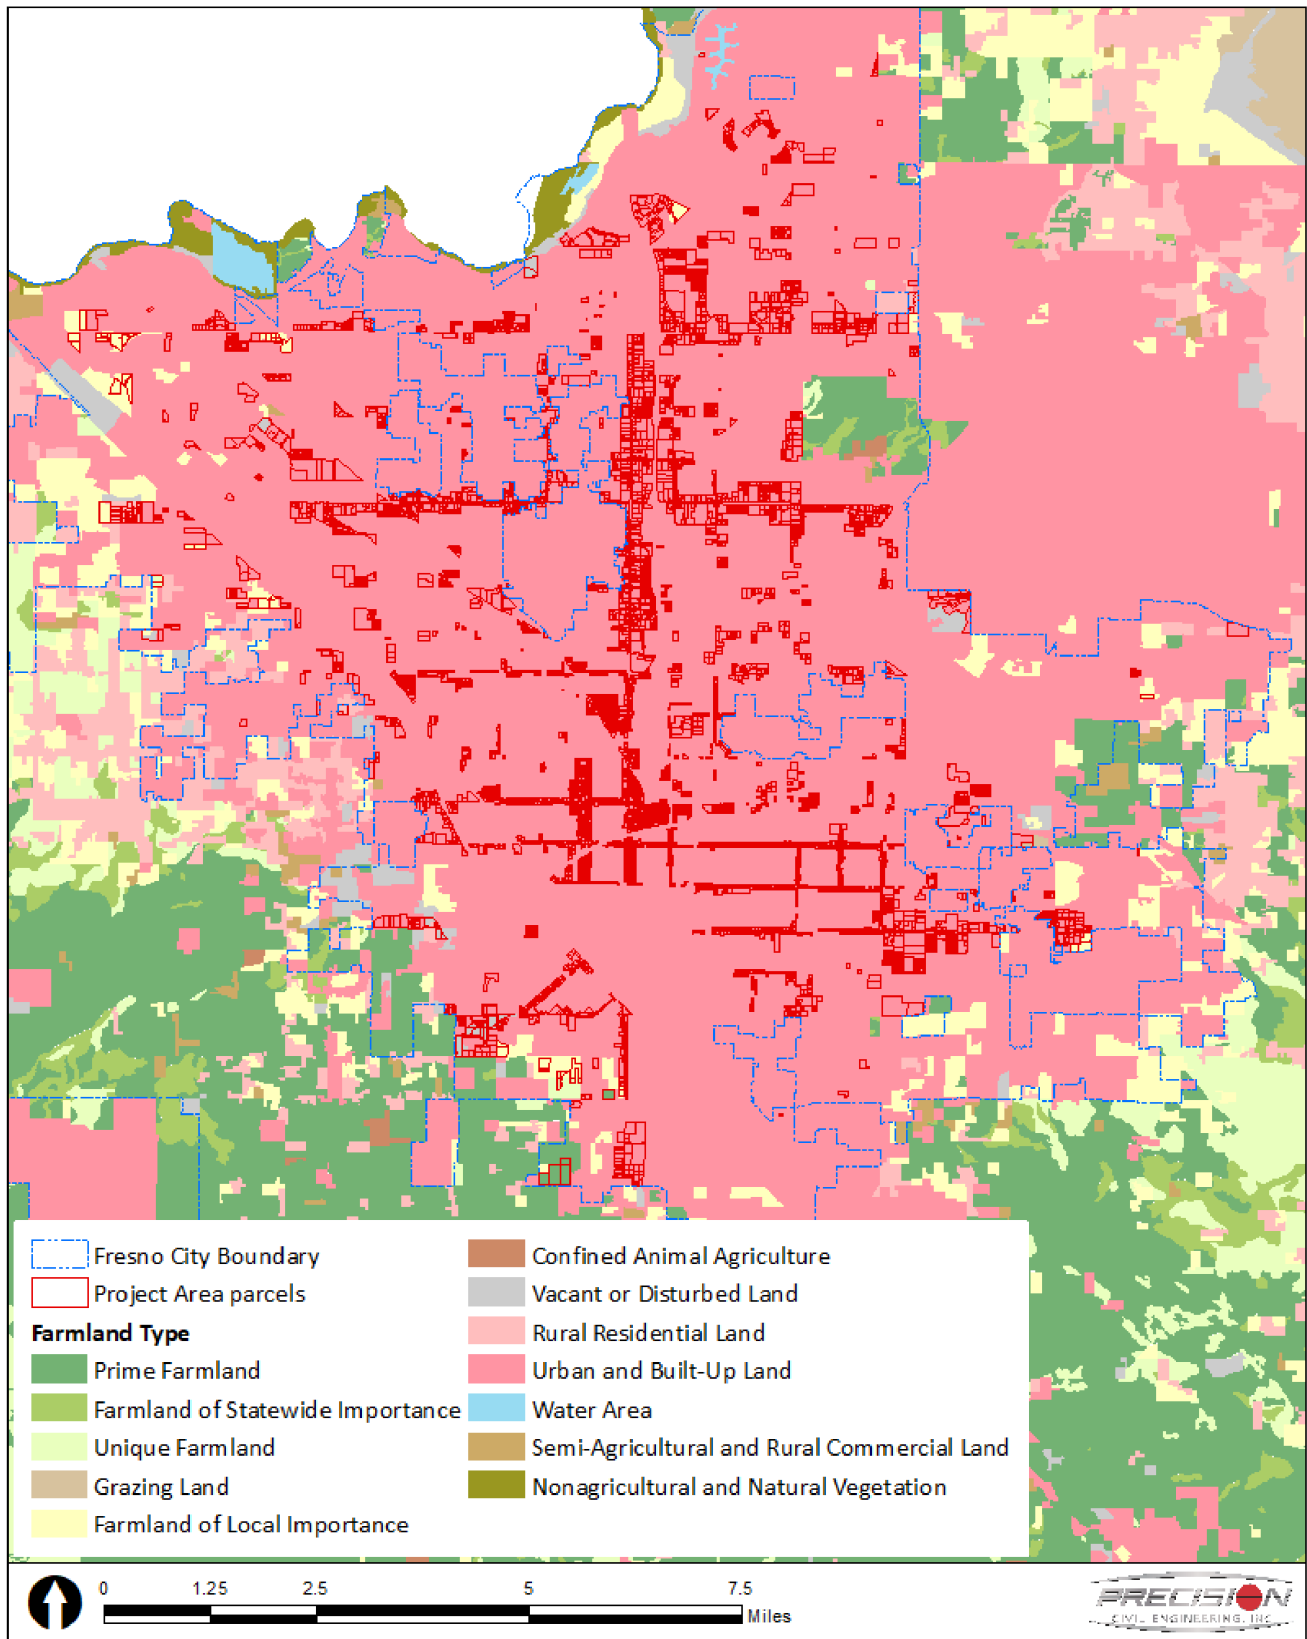 Fresno City Boundary
Project Area parcels
Farmland Type
Prime Farmland
Farmland of Statewide Importance
Unique Farmland
Grazing Land
Farmland of Local Importance
Confined Animal Agriculture
Vacant or Disturbed Land
Rural Residential Land
Urban and Built-Up Land
Water Area
Semi-Agricultural and Rural Commercial Land
Nonagricultural and Natural Vegetation
0 1.25 2.5 5 7.5
Miles
PRECISION
CIVIL ENGINEERING, INC.